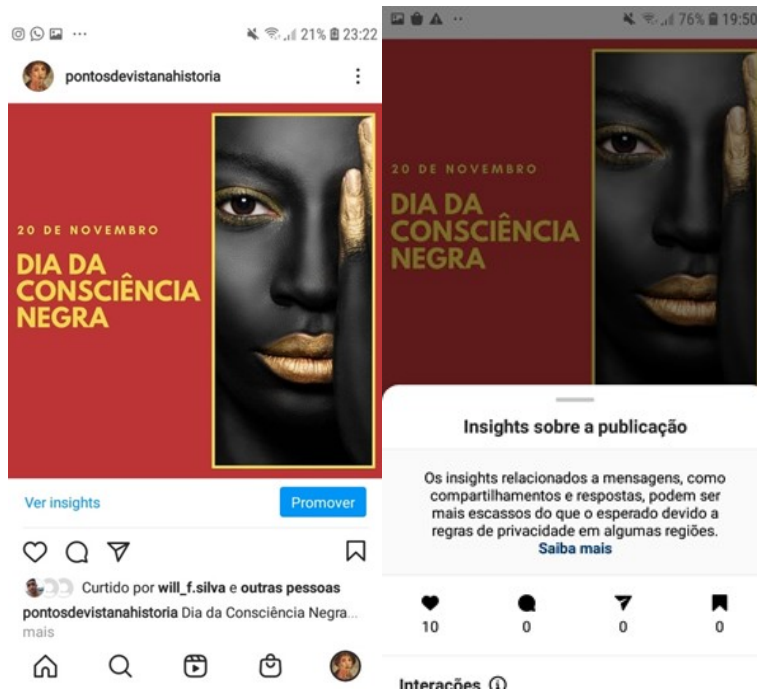 21% 23:22
pontosdevistanahistoria
20 DE NOVEMBRO
DIA DA
CONSCIÊNCIA
NEGRA
Ver insights
Promover
Curtido por will_f.silva e outras pessoas
pontosdevistanahistoria Dia da Consciência Negra...
mais
76% 19:50
20 DE NOVEMBRO
DIA DA
CONSCIÊNCIA
NEGRA
Insights sobre a publicação
Os insights relacionados a mensagens, como
compartilhamentos e respostas, podem ser
mais escassos do que o esperado devido a
regras de privacidade em algumas regiões.
Saiba mais
10 0 0 0
Interações